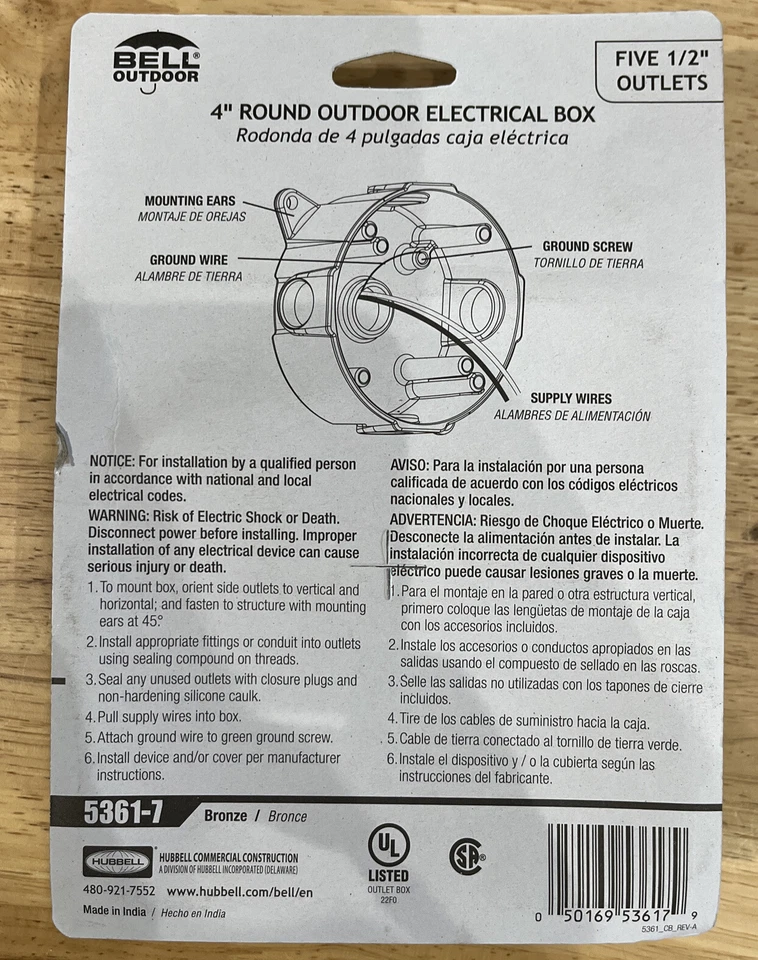 BELL®
OUTDOOR
FIVE 1/2"
OUTLETS
4" ROUND OUTDOOR ELECTRICAL BOX
Rodonda de 4 pulgadas caja eléctrica
MOUNTING EARS
MONTAJE DE OREJAS
GROUND WIRE
ALAMBRE DE TIERRA
GROUND SCREW
TORNILLO DE TIERRA
SUPPLY WIRES
ALAMBRES DE ALIMENTACIÓN
NOTICE: For installation by a qualified person
in accordance with national and local
electrical codes.
WARNING: Risk of Electric Shock or Death.
Disconnect power before installing. Improper
installation of any electrical device can cause
serious injury or death.
1. To mount box, orient side outlets to vertical and
horizontal; and fasten to structure with mounting
ears at 45°
2. Install appropriate fittings or conduit into outlets
using sealing compound on threads.
3. Seal any unused outlets with closure plugs and
non-hardening silicone caulk.
4. Pull supply wires into box.
5. Attach ground wire to green ground screw.
6. Install device and/or cover per manufacturer
instructions.
AVISO: Para la instalación por una persona
calificada de acuerdo con los códigos eléctricos
nacionales y locales.
ADVERTENCIA: Riesgo de Choque Eléctrico o Muerte.
Desconecte la alimentación antes de instalar. La
instalación incorrecta de cualquier dispositivo
eléctrico puede causar lesiones graves o la muerte.
1. Para el montaje en la pared o otra estructura vertical,
primero coloque las lengüetas de montaje de la caja
con los accesorios incluidos.
2. Instale los accesorios o conductos apropiados en las
salidas usando el compuesto de sellado en las roscas.
3. Selle las salidas no utilizadas con los tapones de cierre
incluidos.
4. Tire de los cables de suministro hacia la caja.
5. Cable de tierra conectado al tornillo de tierra verde.
6. Instale el dispositivo y / o la cubierta según las
instrucciones del fabricante.
5361-7
Bronze / Bronce
HUBBELL
HUBBELL COMMERCIAL CONSTRUCTION
A DIVISION OF HUBBELL INCORPORATED (DELAWARE)
480-921-7552 www.hubbell.com/bell/en
Made in India / Hecho en India
UL
LISTED
OUTLET BOX
22F0
SA®
0 50169 53617 9
5361_CB_REV-A